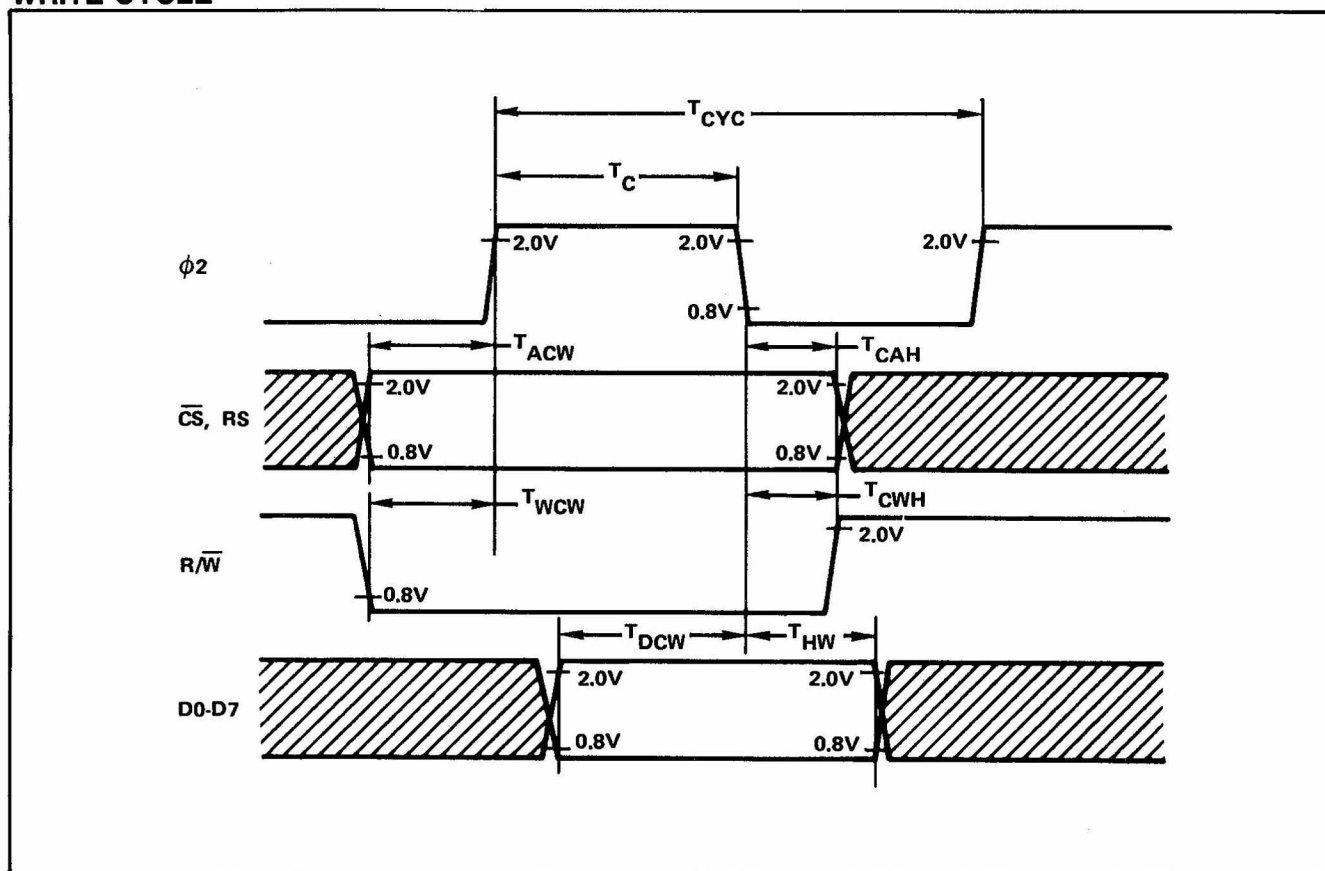 WRITE CYCLE
T_CYC
T_C
φ2
2.0V 2.0V 2.0V
0.8V
T_ACW T_CAH
2.0V 2.0V
C̅S̅, RS
0.8V 0.8V
T_WCW T_CWH
2.0V
R/W̅
0.8V
T_DCW T_HW
2.0V 2.0V
D0-D7
0.8V 0.8V